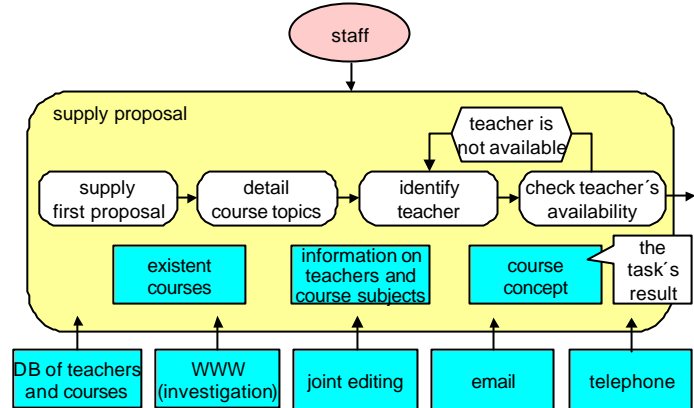 staff
supply proposal
teacher is
not available
supply
first proposal
detail
course topics
identify
teacher
check teacher´s
availability
existent
courses
information on
teachers and
course subjects
course
concept
the
task´s
result
DB of teachers
and courses
WWW
(investigation)
joint editing
email
telephone